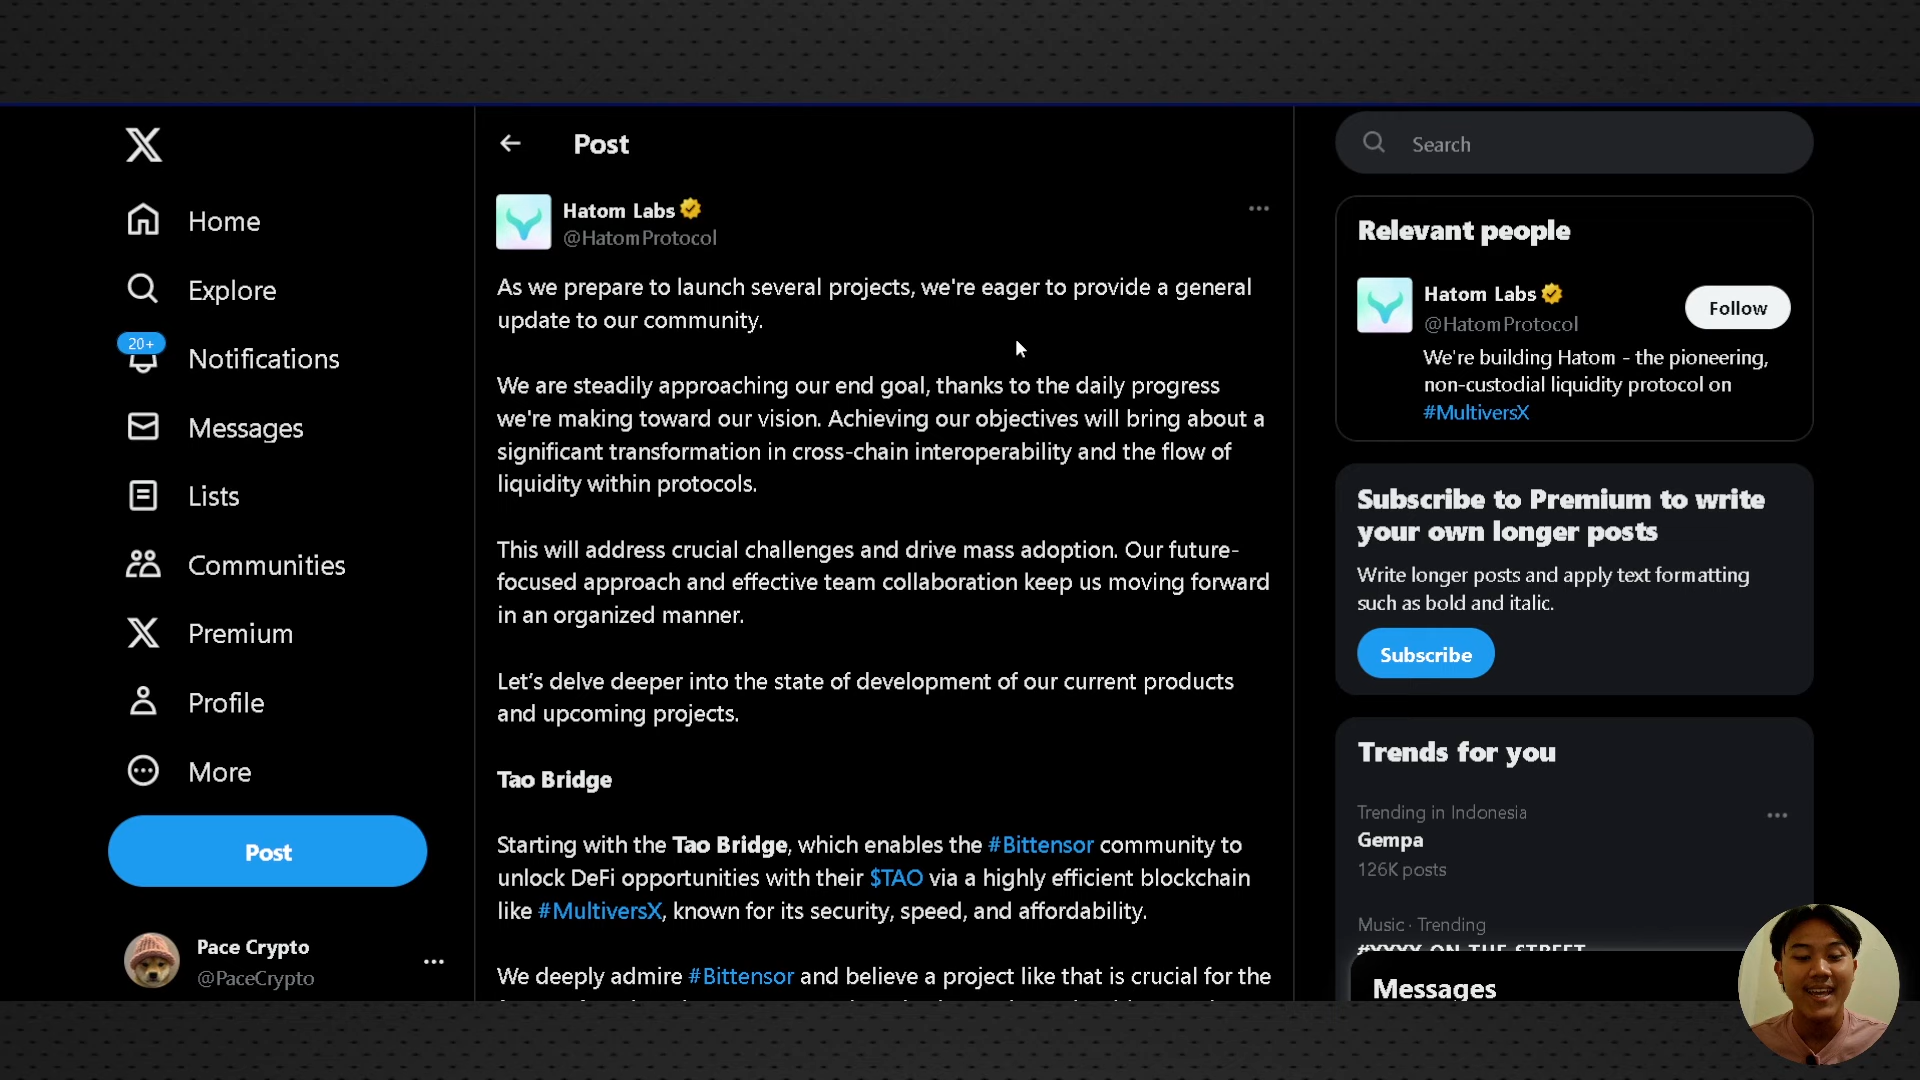 Home
Explore
20+
Notifications
Messages
Lists
Communities
Premium
Profile
More
Post
Pace Crypto
@PaceCrypto
Post
Hatom Labs
@HatomProtocol
As we prepare to launch several projects, we're eager to provide a general
update to our community.
We are steadily approaching our end goal, thanks to the daily progress
we're making toward our vision. Achieving our objectives will bring about a
significant transformation in cross-chain interoperability and the flow of
liquidity within protocols.
This will address crucial challenges and drive mass adoption. Our future-
focused approach and effective team collaboration keep us moving forward
in an organized manner.
Let’s delve deeper into the state of development of our current products
and upcoming projects.
Tao Bridge
Starting with the Tao Bridge, which enables the #Bittensor community to
unlock DeFi opportunities with their $TAO via a highly efficient blockchain
like #MultiversX, known for its security, speed, and affordability.
We deeply admire #Bittensor and believe a project like that is crucial for the
Search
Relevant people
Hatom Labs
@HatomProtocol
Follow
We're building Hatom - the pioneering,
non-custodial liquidity protocol on
#MultiversX
Subscribe to Premium to write
your own longer posts
Write longer posts and apply text formatting
such as bold and italic.
Subscribe
Trends for you
Trending in Indonesia
Gempa
126K posts
Music · Trending
ON THE STREET
Messages